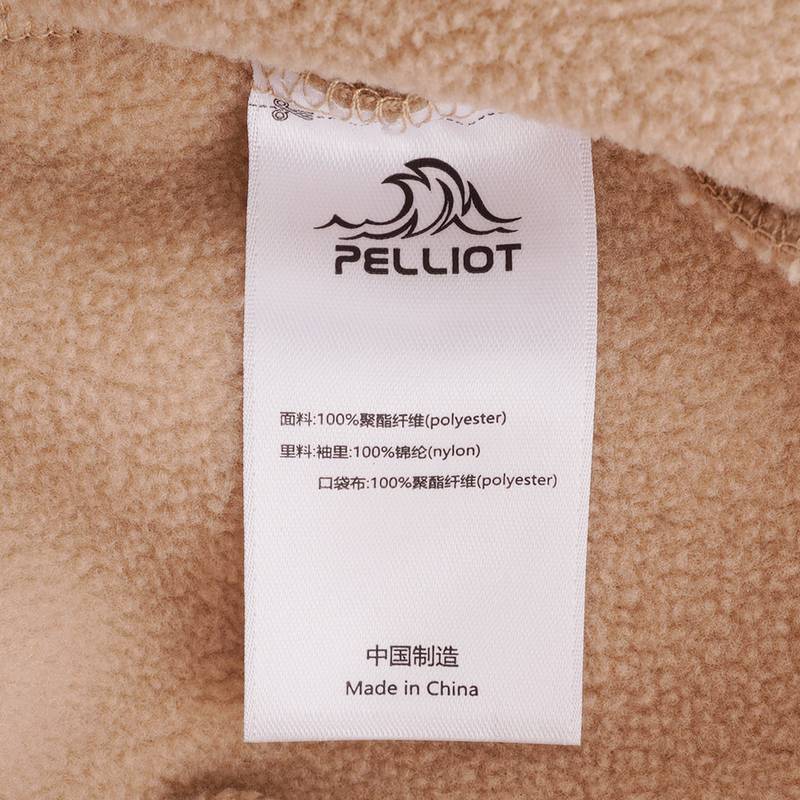 PELLIOT
面料:100%聚酯纤维(polyester)
里料:袖里:100%锦纶(nylon)
口袋布:100%聚酯纤维(polyester)
中国制造
Made in China